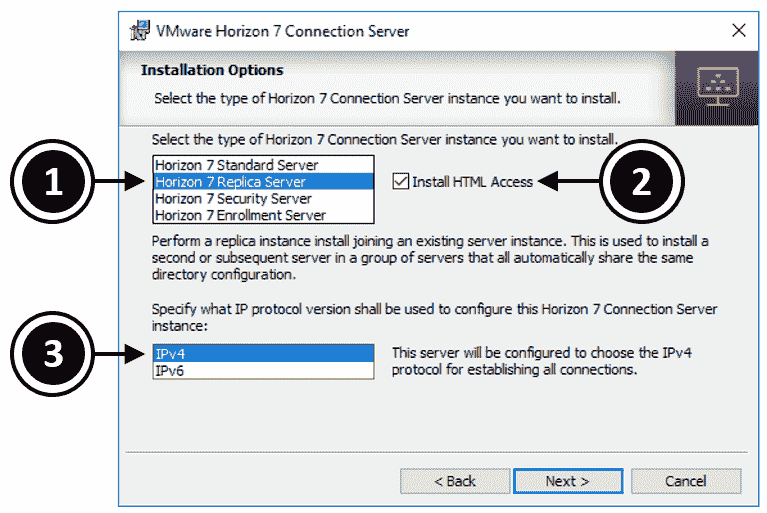 VMware Horizon 7 Connection Server
Installation Options
Select the type of Horizon 7 Connection Server instance you want to install.
Select the type of Horizon 7 Connection Server instance you want to install.
Horizon 7 Standard Server
1
Horizon 7 Replica Server
Install HTML Access
2
Horizon 7 Security Server
Horizon 7 Enrollment Server
Perform a replica instance install joining an existing server instance. This is used to install a
second or subsequent server in a group of servers that all automatically share the same
directory configuration.
Specify what IP protocol version shall be used to configure this Horizon 7 Connection Server
instance:
3
IPv4
This server will be configured to choose the IPv4
IPv6
protocol for establishing all connections.
< Back
Next >
Cancel